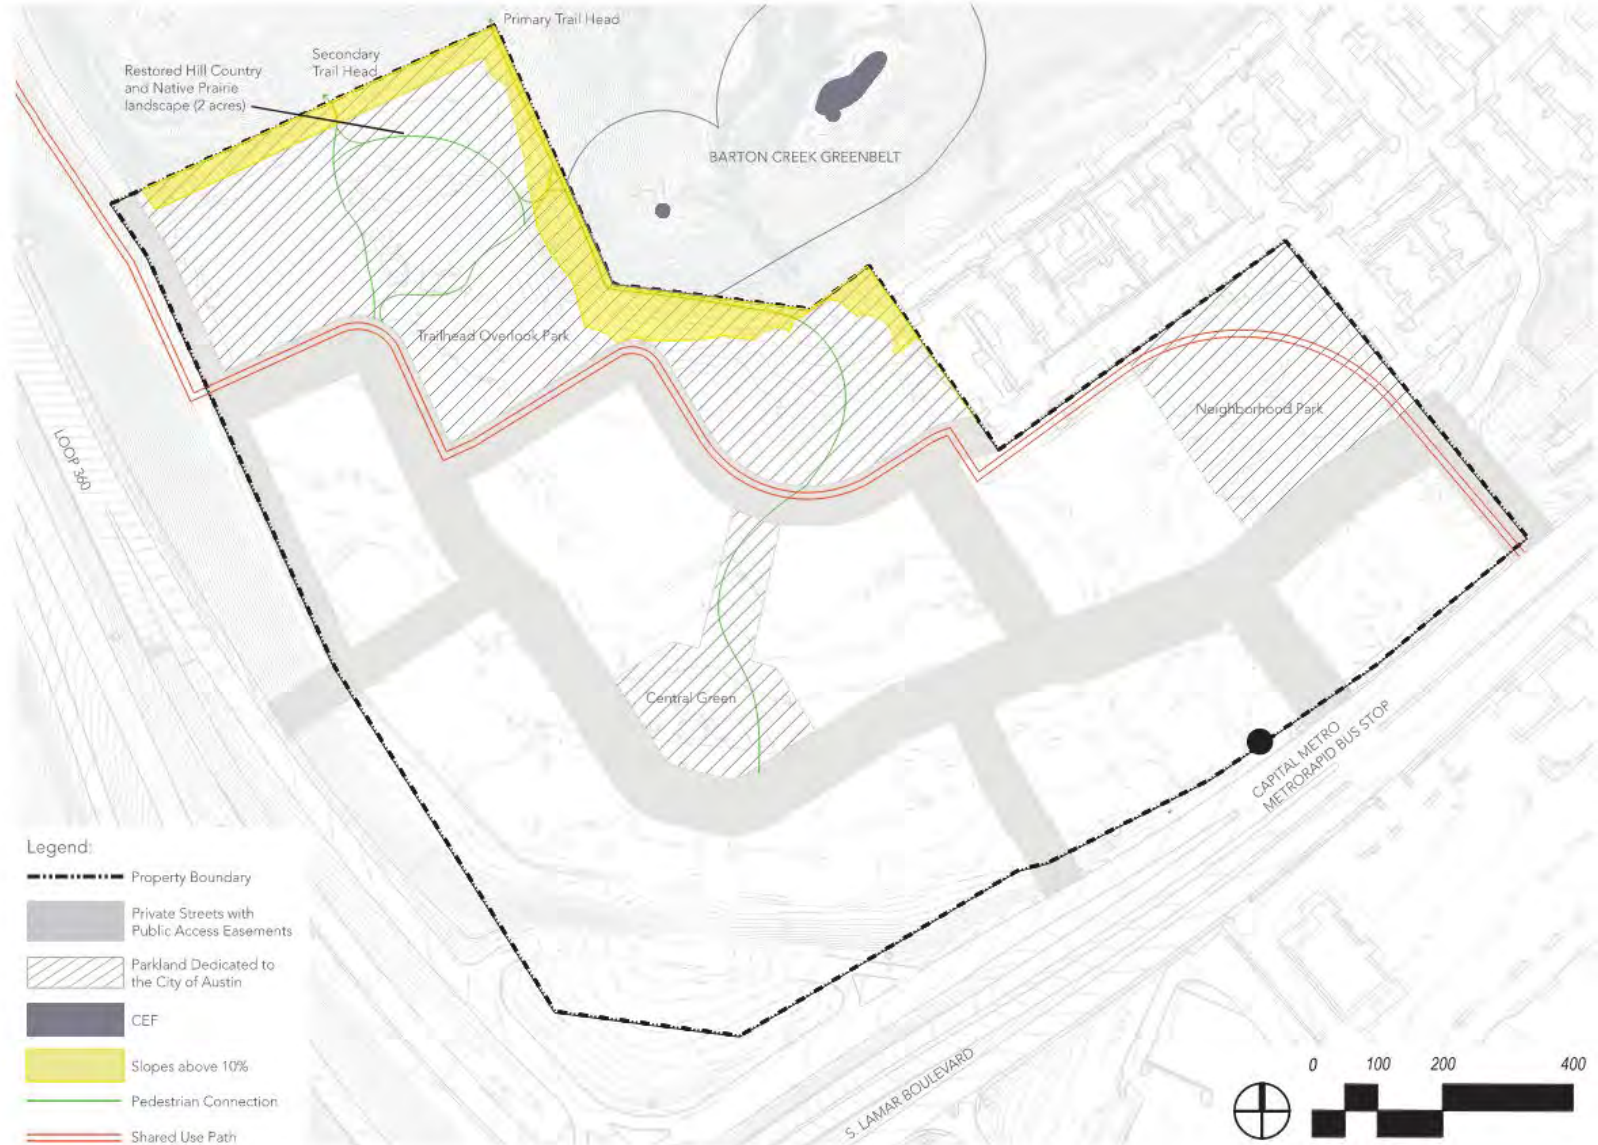 Primary Trail Head
Secondary
Trail Head
Restored Hill Country
and Native Prairie
landscape (2 acres)
BARTON CREEK GREENBELT
Trailhead Overlook Park
Neighborhood Park
LOOP 360
Central Green
CAPITAL METRO
METRORAPID BUS STOP
S. LAMAR BOULEVARD
Legend:
Property Boundary
Private Streets with
Public Access Easements
Parkland Dedicated to
the City of Austin
CEF
Slopes above 10%
Pedestrian Connection
Shared Use Path
0 100 200 400